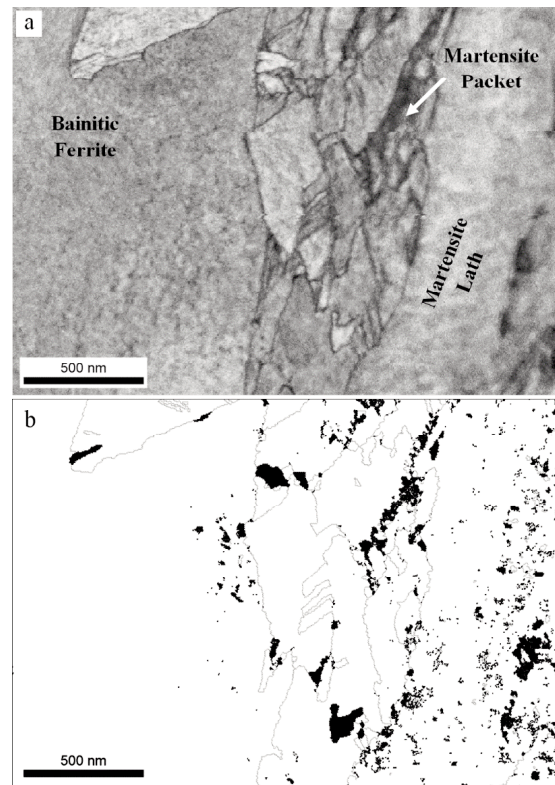 a
Martensite
Packet
Bainitic
Ferrite
Martensite
Lath
500 nm
b
500 nm